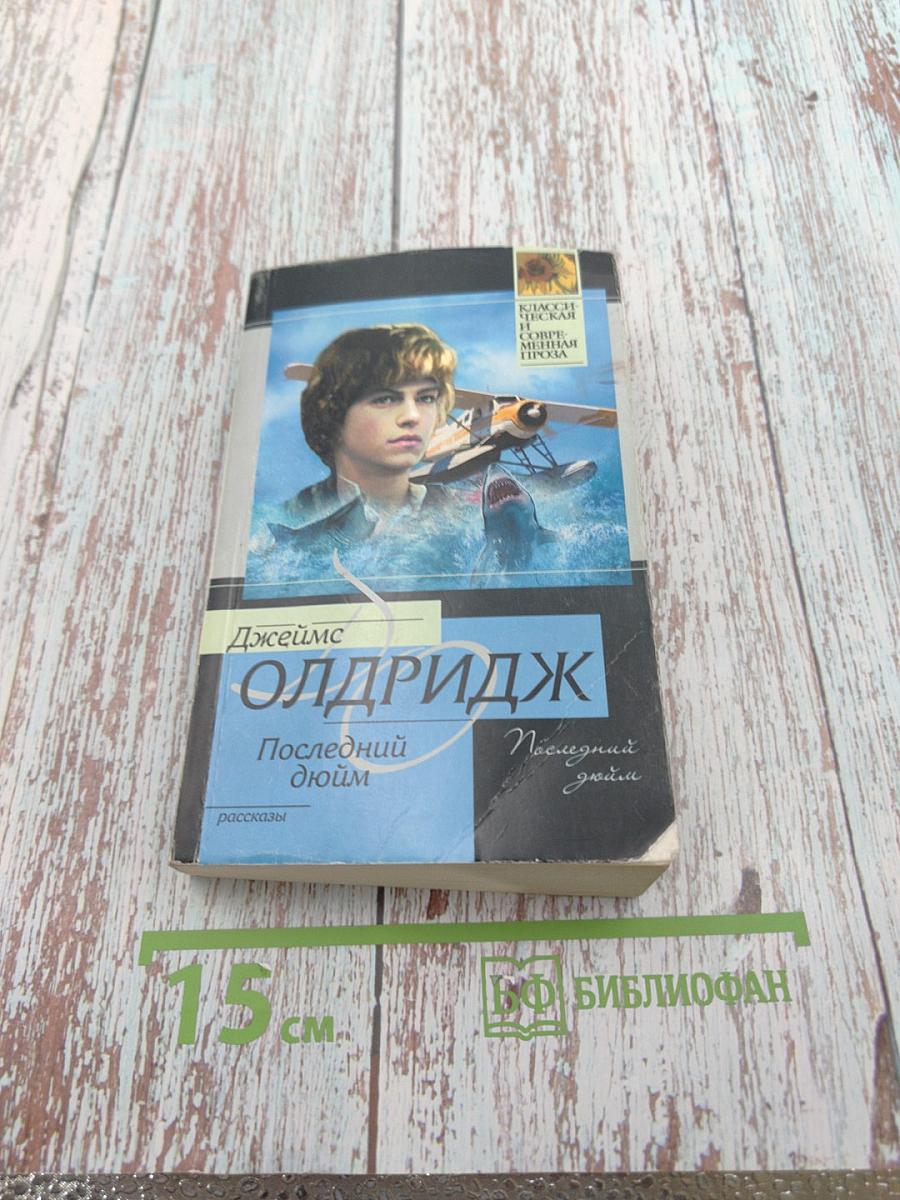 КЛАССИ-
ЧЕСКАЯ
И
СОВРЕ-
МЕННАЯ
ПРОЗА
Джеймс
ОЛДРИДЖ
Последний
дюйм
Последний
дюйм
рассказы
15 см
БФ БИБЛИОФАН